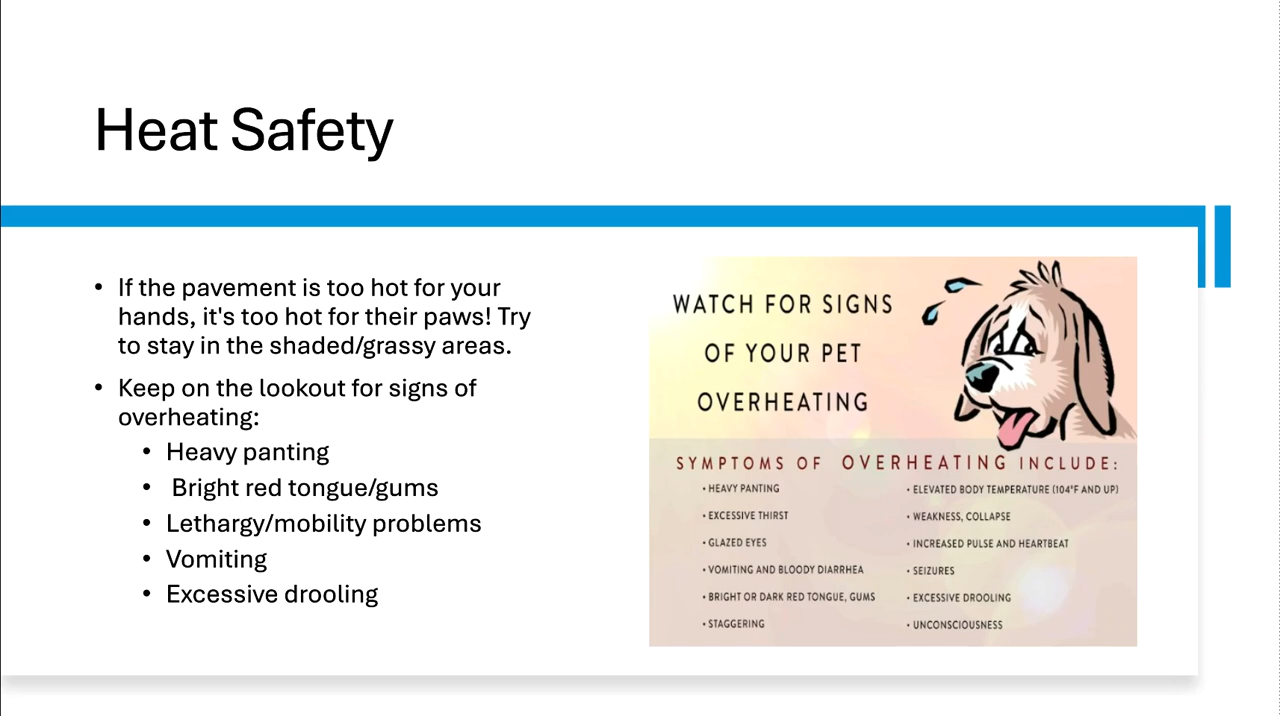 Heat Safety
• If the pavement is too hot for your
hands, it's too hot for their paws! Try
to stay in the shaded/grassy areas.
• Keep on the lookout for signs of
overheating:
• Heavy panting
• Bright red tongue/gums
• Lethargy/mobility problems
• Vomiting
• Excessive drooling
WATCH FOR SIGNS
OF YOUR PET
OVERHEATING
SYMPTOMS OF OVERHEATING INCLUDE:
• HEAVY PANTING
• EXCESSIVE THIRST
• GLAZED EYES
• VOMITING AND BLOODY DIARRHEA
• BRIGHT OR DARK RED TONGUE, GUMS
• STAGGERING
• ELEVATED BODY TEMPERATURE (104°F AND UP)
• WEAKNESS, COLLAPSE
• INCREASED PULSE AND HEARTBEAT
• SEIZURES
• EXCESSIVE DROOLING
• UNCONSCIOUSNESS